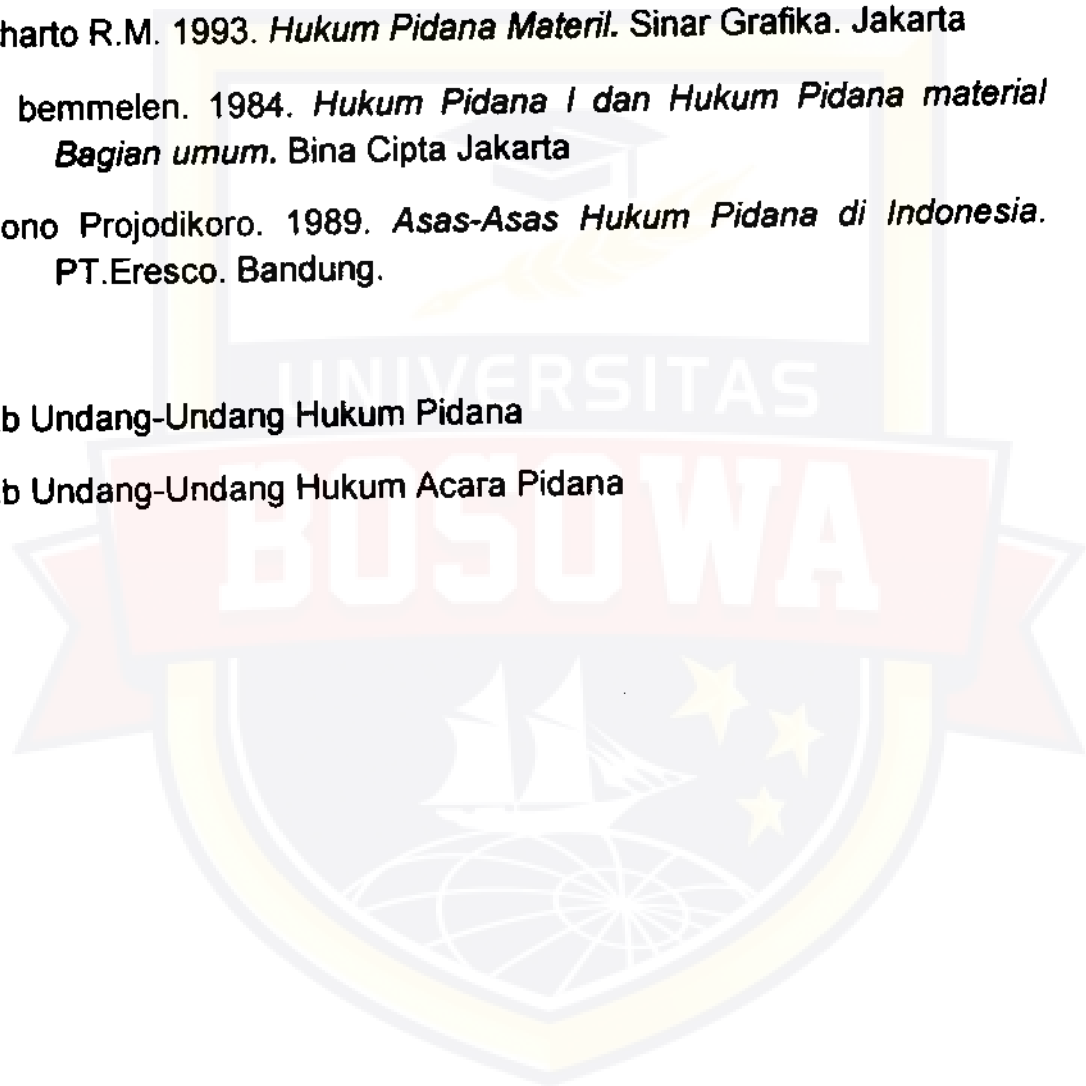 harto R.M. 1993. Hukum Pidana Materil. Sinar Grafika. Jakarta
bemmelen. 1984. Hukum Pidana I dan Hukum Pidana material
Bagian umum. Bina Cipta Jakarta
ono Projodikoro. 1989. Asas-Asas Hukum Pidana di Indonesia.
PT.Eresco. Bandung.
UNIVERSITAS
b Undang-Undang Hukum Pidana
b Undang-Undang Hukum Acara Pidana
BOSOWA